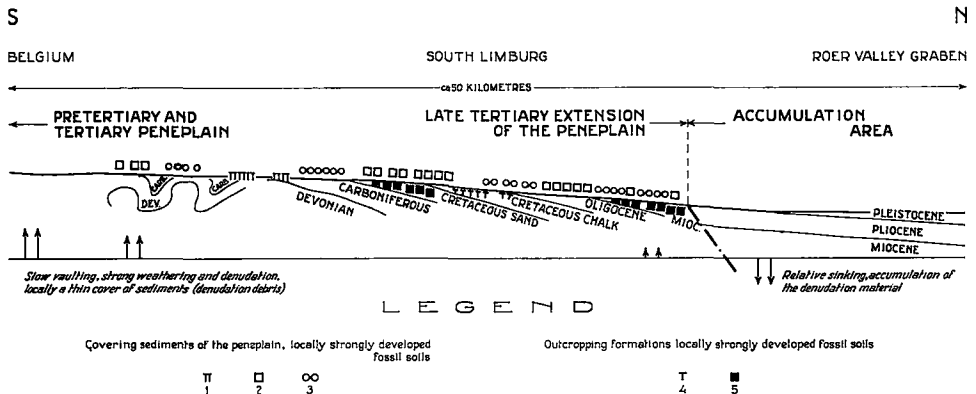 S N
BELGIUM SOUTH LIMBURG ROER VALLEY GRABEN
ca 50 KILOMETRES
PRETERTIARY AND
TERTIARY PENEPLAIN
LATE TERTIARY EXTENSION
OF THE PENEPLAIN
ACCUMULATION
AREA
CARB.
DEV.
CARB.
DEVONIAN
CARBONIFEROUS
CRETACEOUS SAND
CRETACEOUS CHALK
OLIGOCENE
MIOC.
PLEISTOCENE
PLIOCENE
MIOCENE
Slow vaulting, strong weathering and denudation,
locally a thin cover of sediments (denudation debris)
Relative sinking, accumulation of
the denudation material
LEGEND
Covering sediments of the peneplain, locally strongly developed
fossil soils
Outcropping formations locally strongly developed fossil soils
1 2 3 4 5